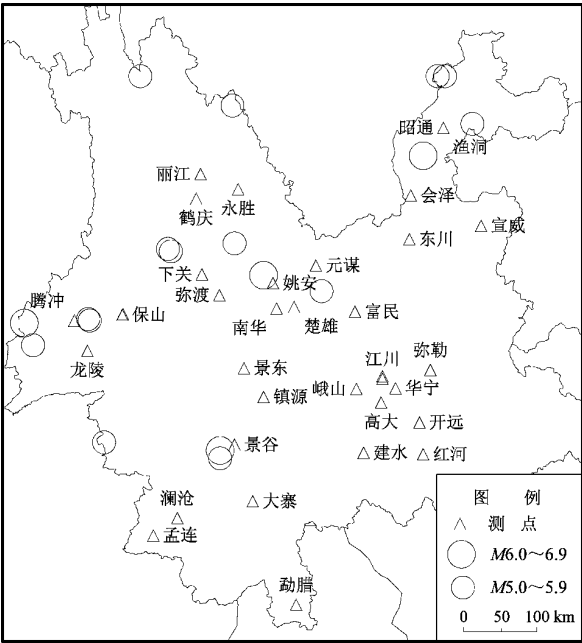 昭通
渔洞
丽江
永胜
鹤庆
会泽
宣威
东川
下关
元谋
姚安
弥渡
腾冲
保山
南华
楚雄
富民
龙陵
景东
江川
弥勒
镇源
峨山
华宁
高大
开远
景谷
建水
红河
澜沧
大寨
孟连
勐腊
图 例
测 点
M6.0～6.9
M5.0～5.9
0 50 100 km